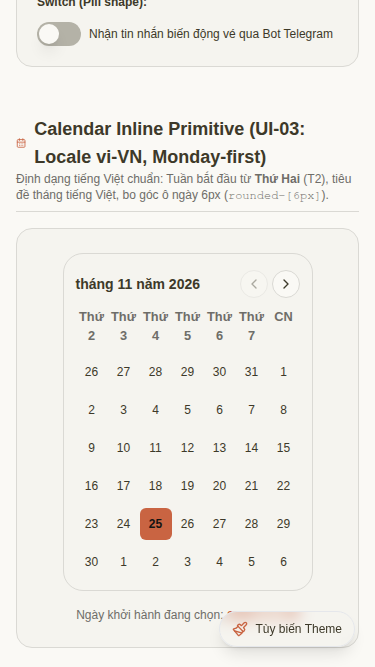 Switch (Pill shape):
Nhận tin nhắn biến động vé qua Bot Telegram
Calendar Inline Primitive (UI-03:
Locale vi-VN, Monday-first)
Định dạng tiếng Việt chuẩn: Tuần bắt đầu từ Thứ Hai (T2), tiêu
đề tháng tiếng Việt, bo góc ô ngày 6px (rounded-[6px]).
tháng 11 năm 2026
Thứ Thứ Thứ Thứ Thứ Thứ CN
2 3 4 5 6 7
26 27 28 29 30 31 1
2 3 4 5 6 7 8
9 10 11 12 13 14 15
16 17 18 19 20 21 22
23 24 25 26 27 28 29
30 1 2 3 4 5 6
Ngày khởi hành đang chọn:
Tùy biến Theme